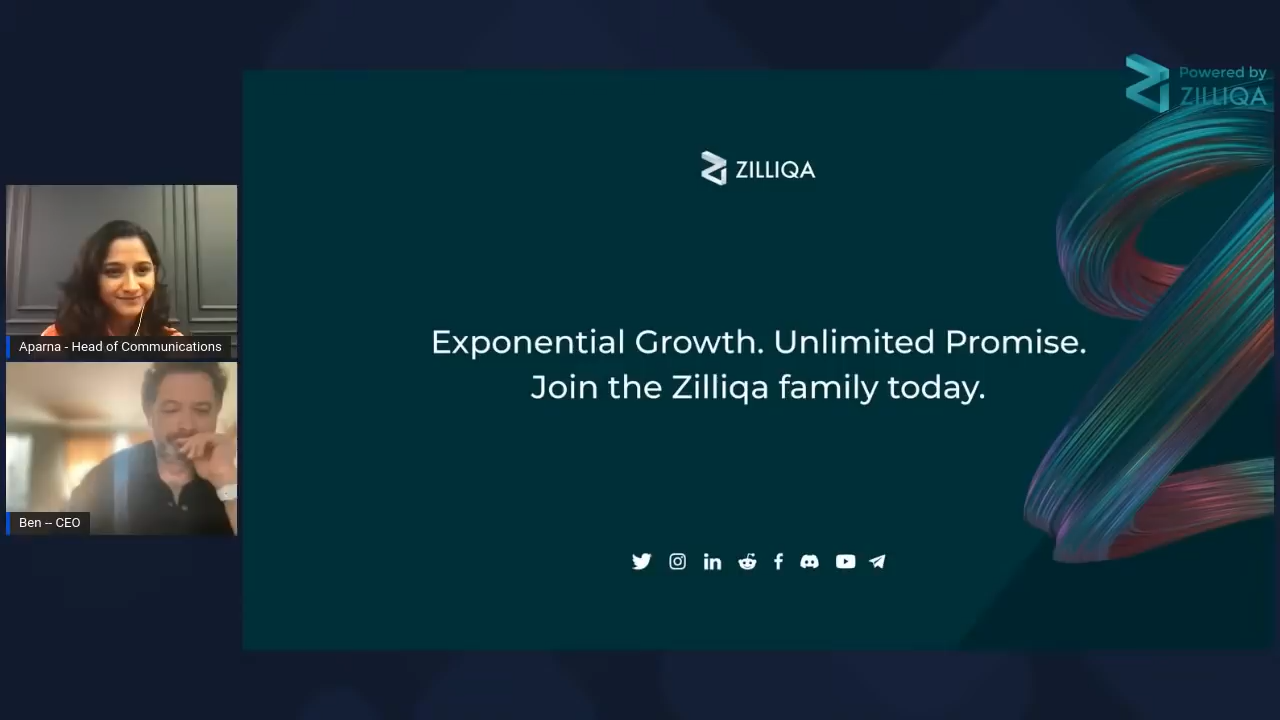 Powered by
ZILLIQA
ZILLIQA
Exponential Growth. Unlimited Promise.
Join the Zilliqa family today.
Aparna - Head of Communications
Ben -- CEO